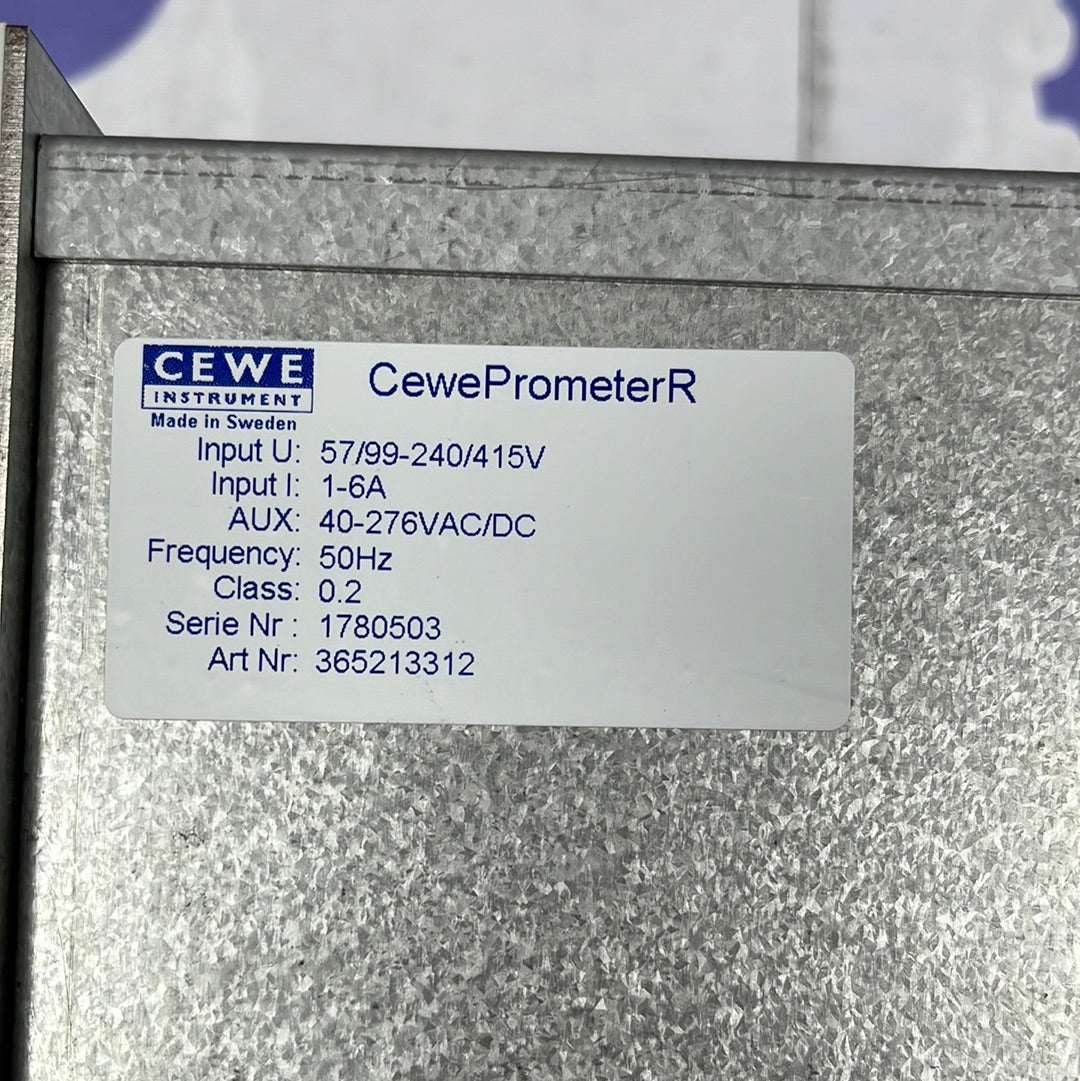 CEWE
INSTRUMENT
Made in Sweden
CewePrometerR
Input U: 57/99-240/415V
Input I: 1-6A
AUX: 40-276VAC/DC
Frequency: 50Hz
Class: 0.2
Serie Nr : 1780503
Art Nr: 365213312